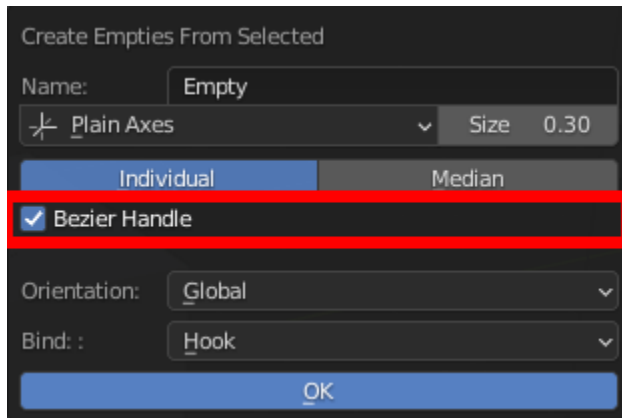 Create Empties From Selected
Name: Empty
Plain Axes Size 0.30
Individual Median
Bezier Handle
Orientation: Global
Bind: : Hook
OK